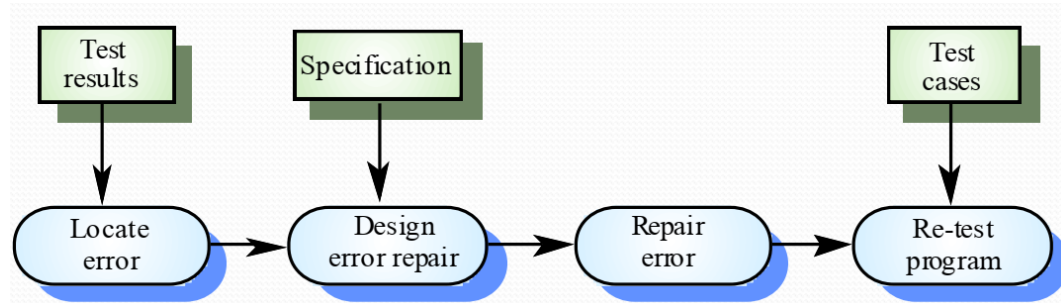 Test
results
Specification
Test
cases
Locate
error
Design
error repair
Repair
error
Re-test
program